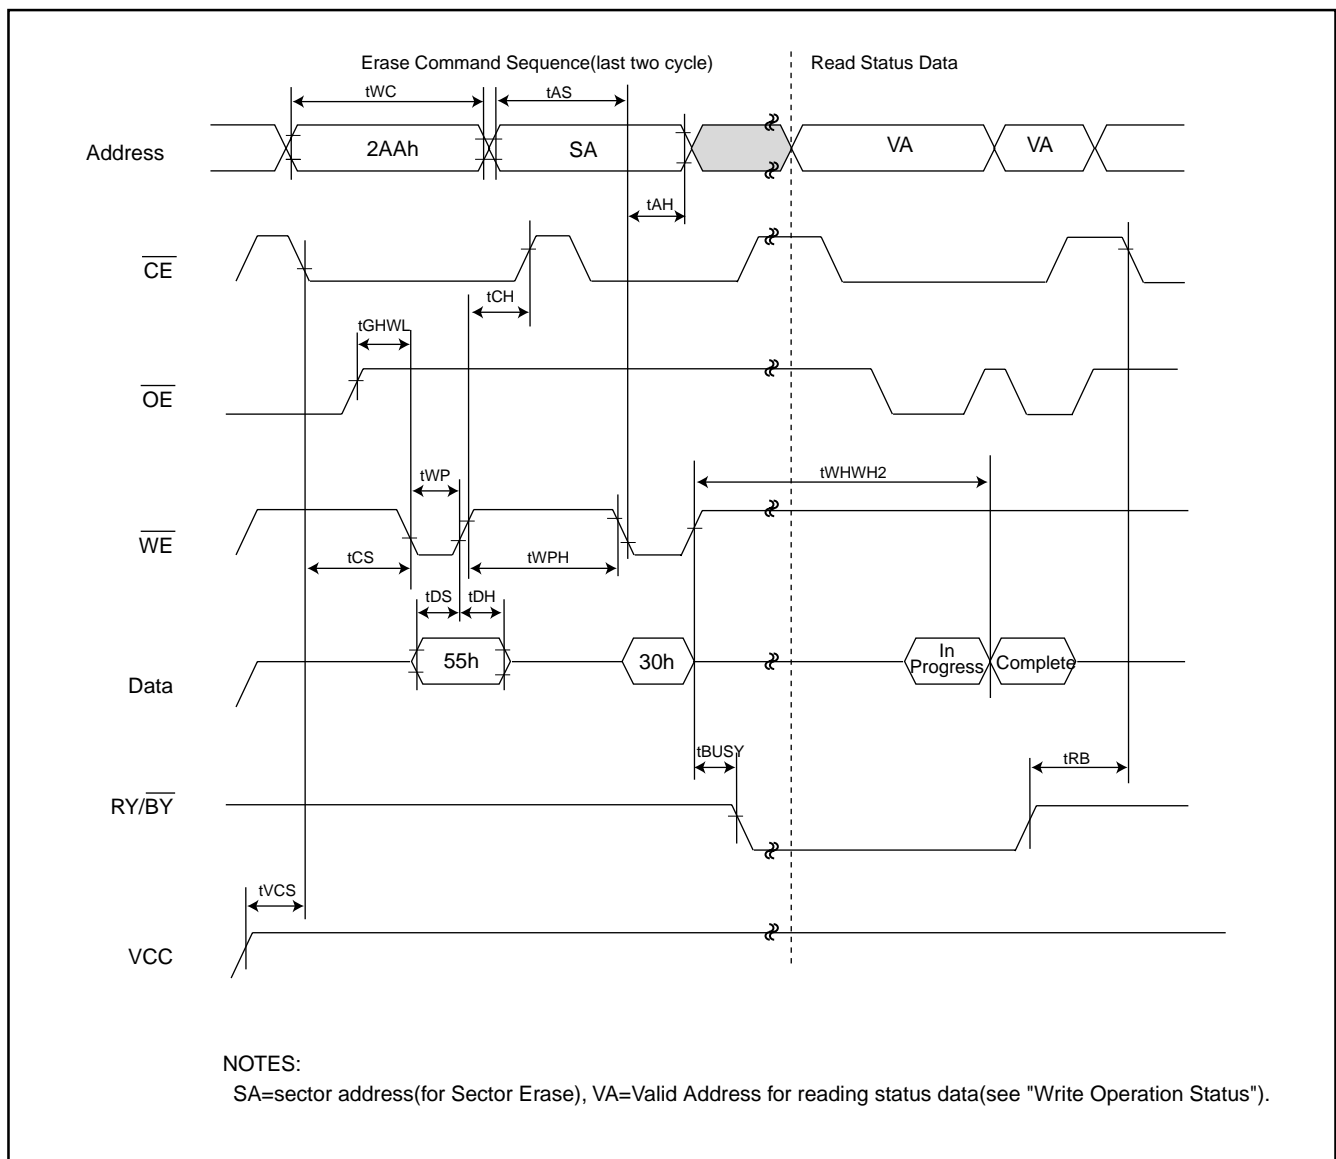 Erase Command Sequence(last two cycle)
Read Status Data
tWC
tAS
Address
2AAh
SA
VA
VA
tAH
CE
tCH
tGHWL
OE
tWP
tWHWH2
WE
tCS
tWPH
tDS
tDH
Data
55h
30h
In
Progress
Complete
tBUSY
tRB
RY/BY
tVCS
VCC
NOTES:
SA=sector address(for Sector Erase), VA=Valid Address for reading status data(see "Write Operation Status").